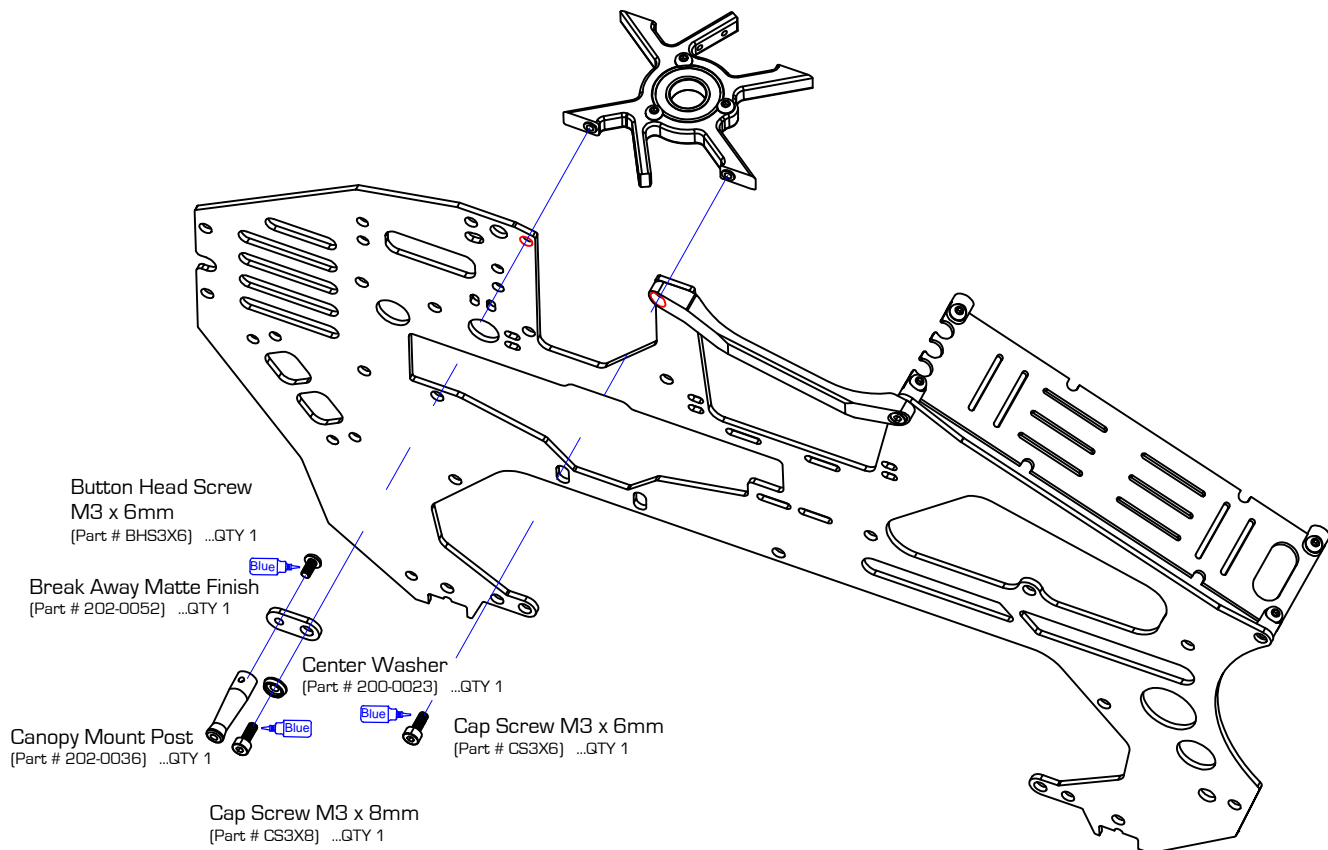 Button Head Screw
M3 x 6mm
(Part # BHS3X6) ...QTY 1
Blue
Break Away Matte Finish
(Part # 202-0052) ...QTY 1
Center Washer
(Part # 200-0023) ...QTY 1
Blue
Blue
Cap Screw M3 x 6mm
(Part # CS3X6) ...QTY 1
Canopy Mount Post
(Part # 202-0036) ...QTY 1
Cap Screw M3 x 8mm
(Part # CS3X8) ...QTY 1